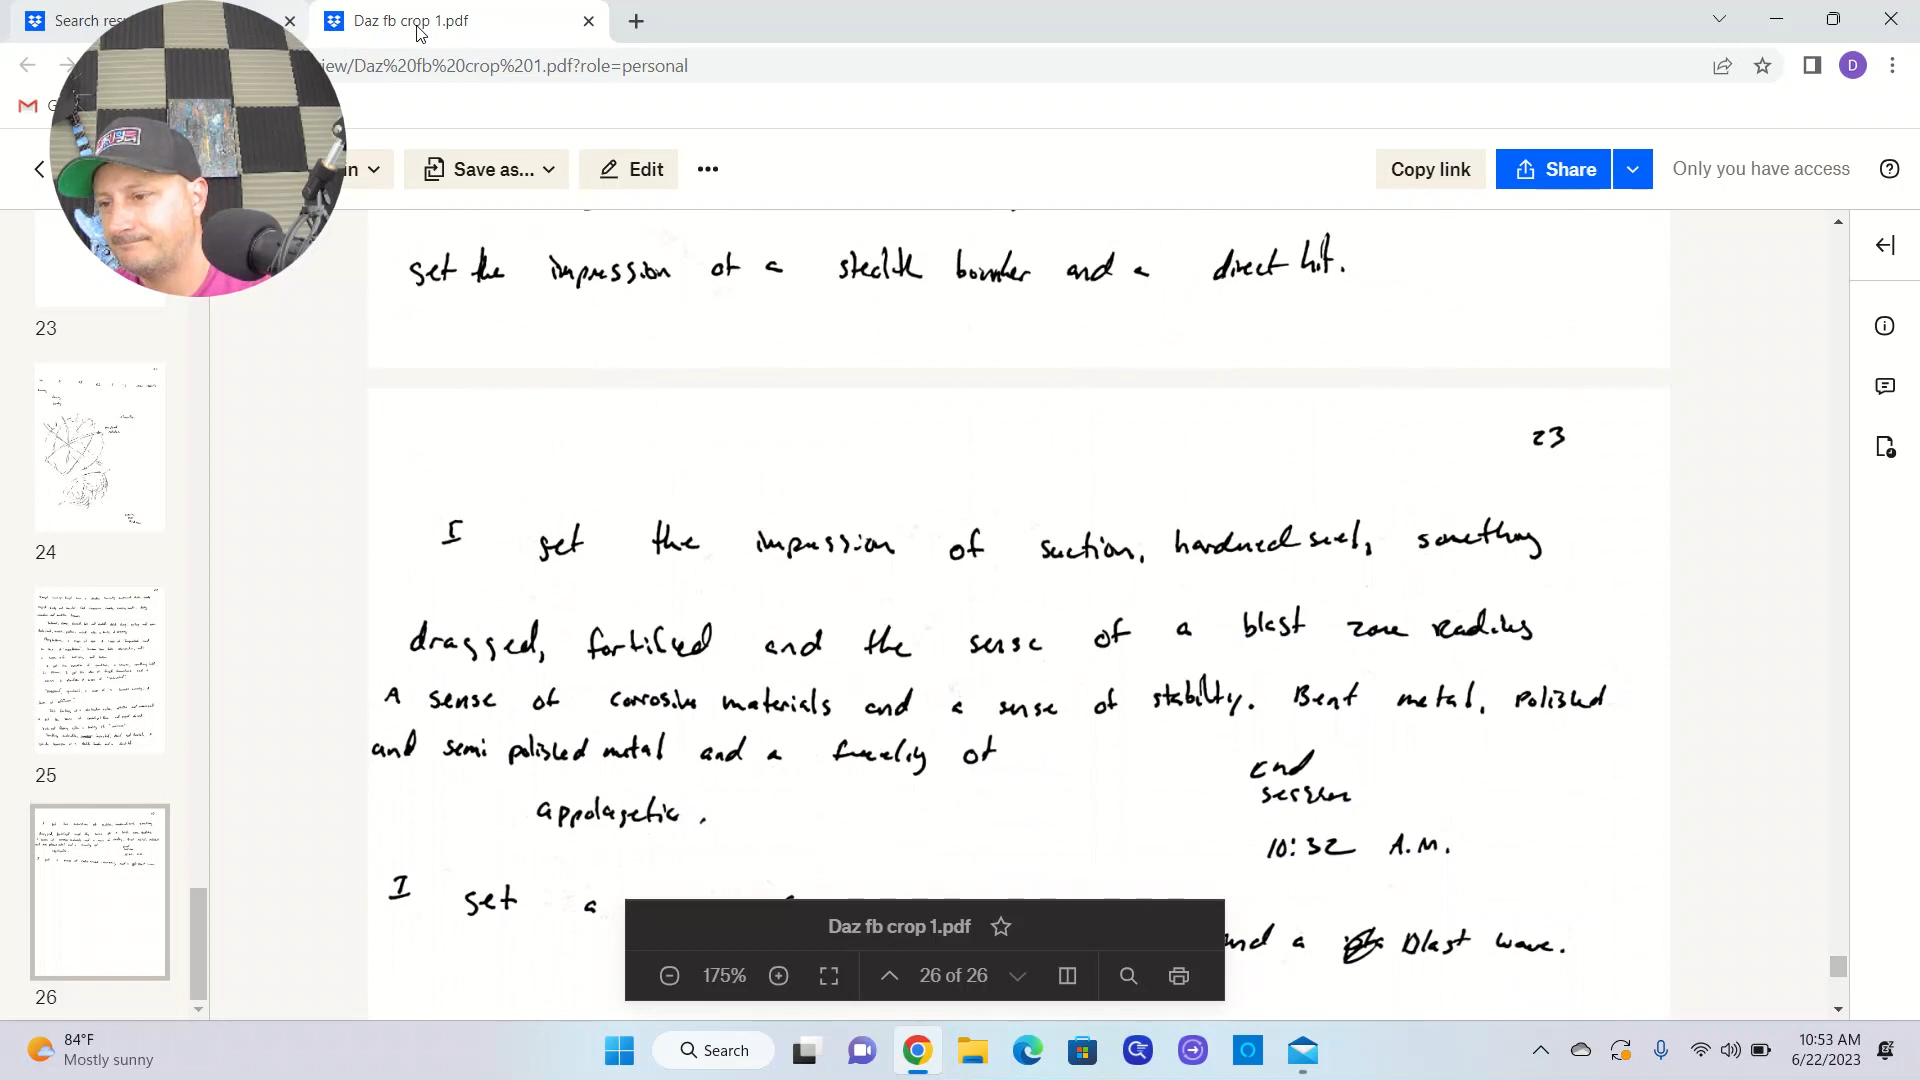 Search res
Daz fb crop 1.pdf
iew/Daz%20fb%20crop%201.pdf?role=personal
G
n
Save as...
Edit
Copy link
Share
Only you have access
get the impression of a stealth bomber and a direct hit.
23
I get the impression of suction, hardened steel, something
dragged, fortified and the sense of a blast zone radius
A sense of corrosive materials and a sense of stability. Bent metal, polished
and semi polished metal and a feeling of
appolagetic.
end
session
10:32 A.M.
I get a
and a blast wave.
23
24
25
26
Daz fb crop 1.pdf
175%
26 of 26
84°F
Mostly sunny
Search
10:53 AM
6/22/2023
D